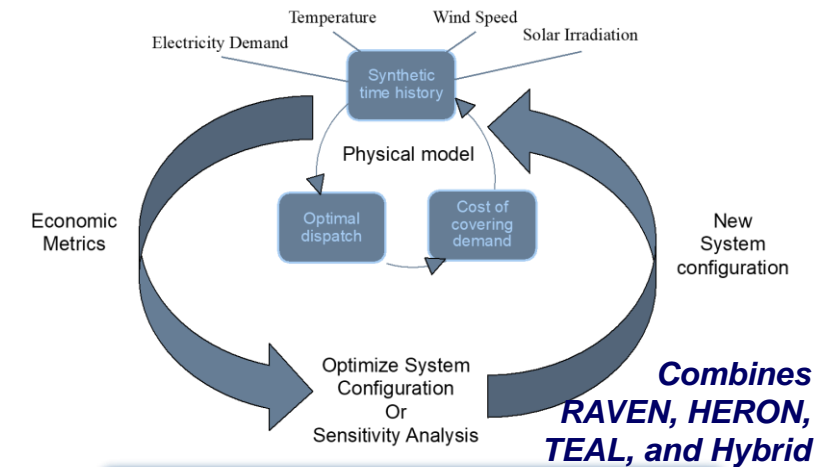 Temperature
Wind Speed
Electricity Demand
Solar Irradiation
Synthetic
time history
Physical model
Optimal
dispatch
Cost of
covering
demand
Economic
Metrics
New
System
configuration
Optimize System
Configuration
Or
Sensitivity Analysis
Combines
RAVEN, HERON,
TEAL, and Hybrid